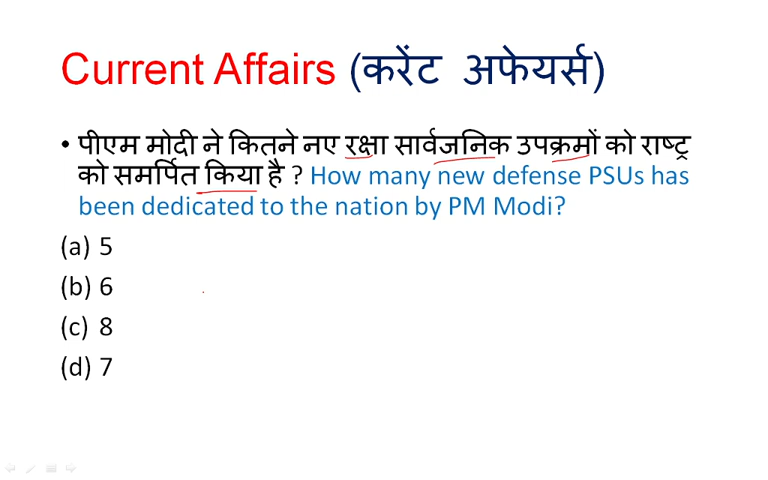 Current Affairs (करेंट अफेयर्स)
• पीएम मोदी ने कितने नए रक्षा सार्वजनिक उपक्रमों को राष्ट्र
को समर्पित किया है ? How many new defense PSUs has
been dedicated to the nation by PM Modi?
(a) 5
(b) 6
(c) 8
(d) 7